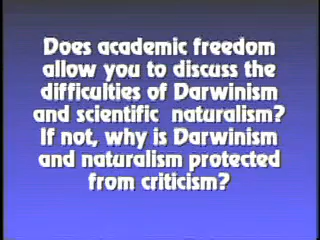 Does academic freedom
allow you to discuss the
difficulties of Darwinism
and scientific naturalism?
If not, why is Darwinism
and naturalism protected
from criticism?